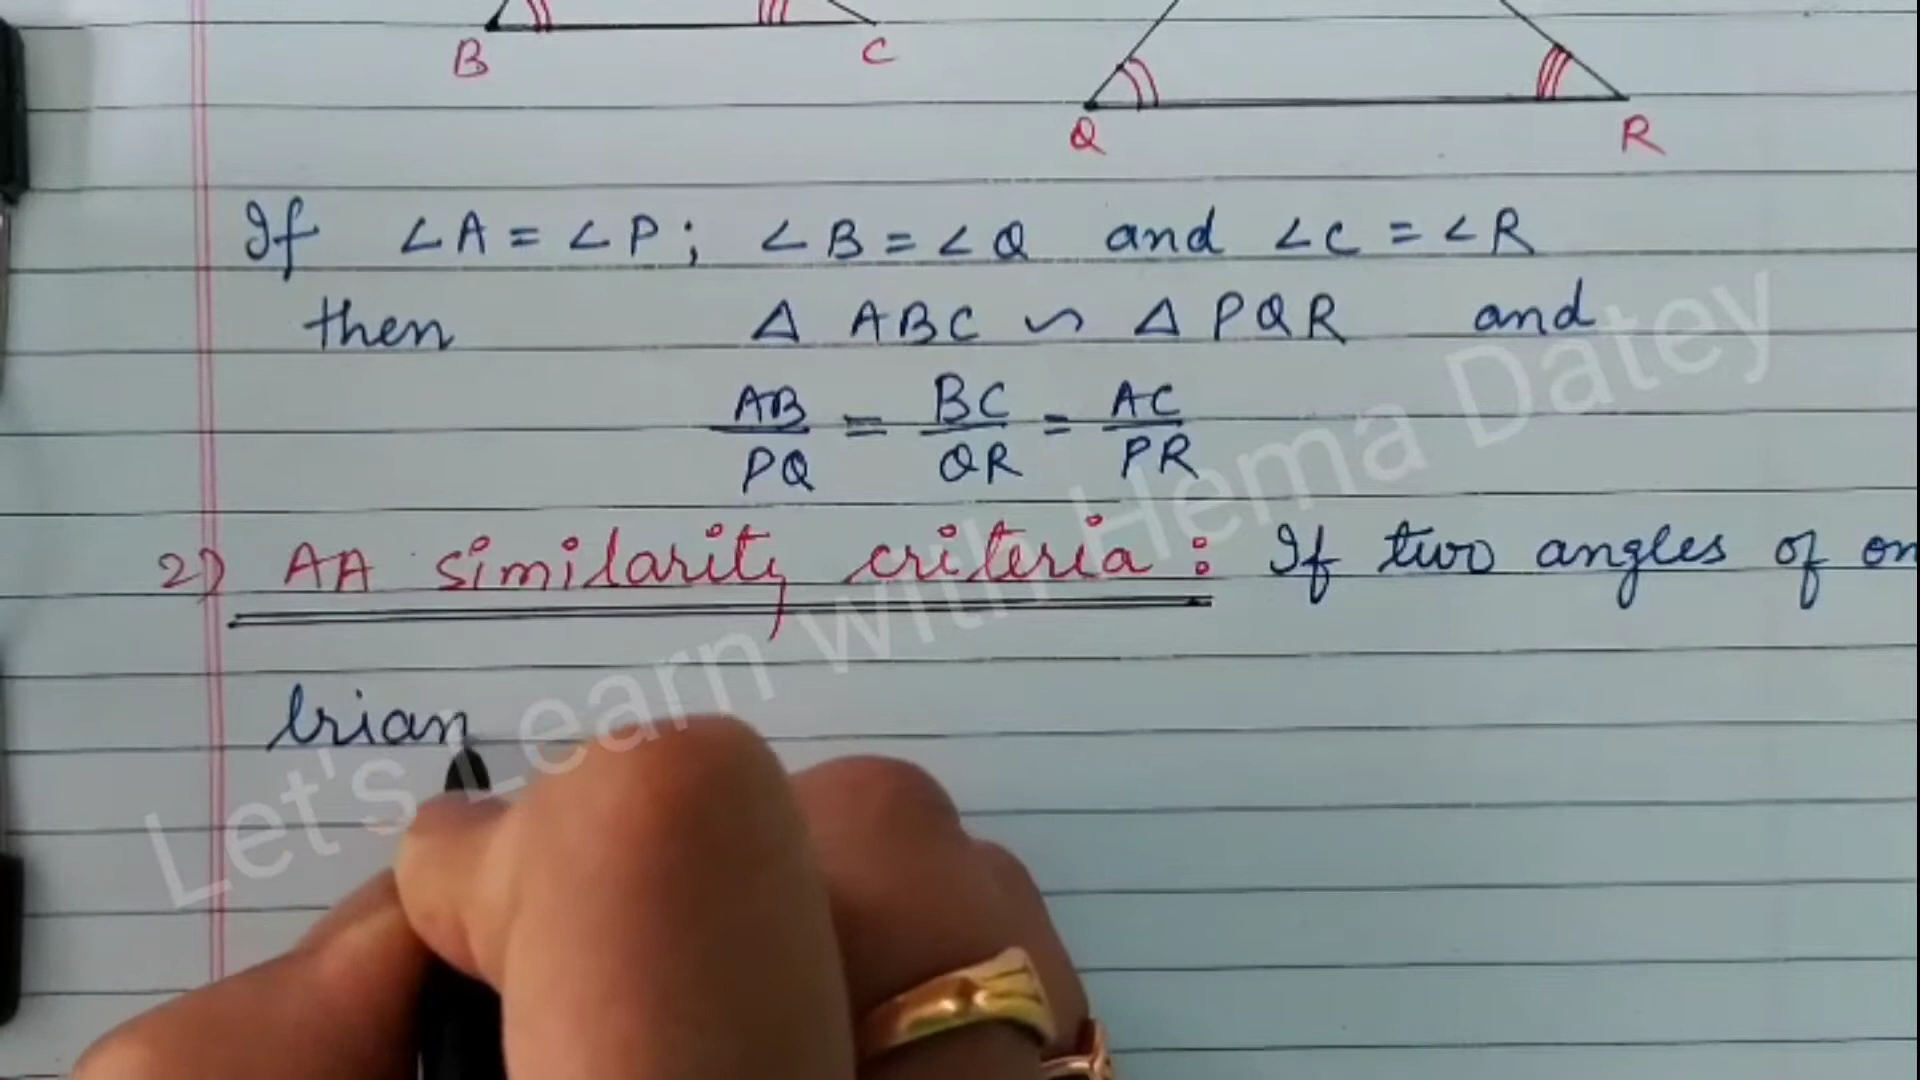 B C
Q R
If ∠A = ∠P ; ∠B = ∠Q and ∠C = ∠R
then Δ ABC ∽ Δ PQR and
AB/PQ = BC/QR = AC/PR
2) AA similarity criteria : If two angles of on
trian
Let's Learn with Hema Datey